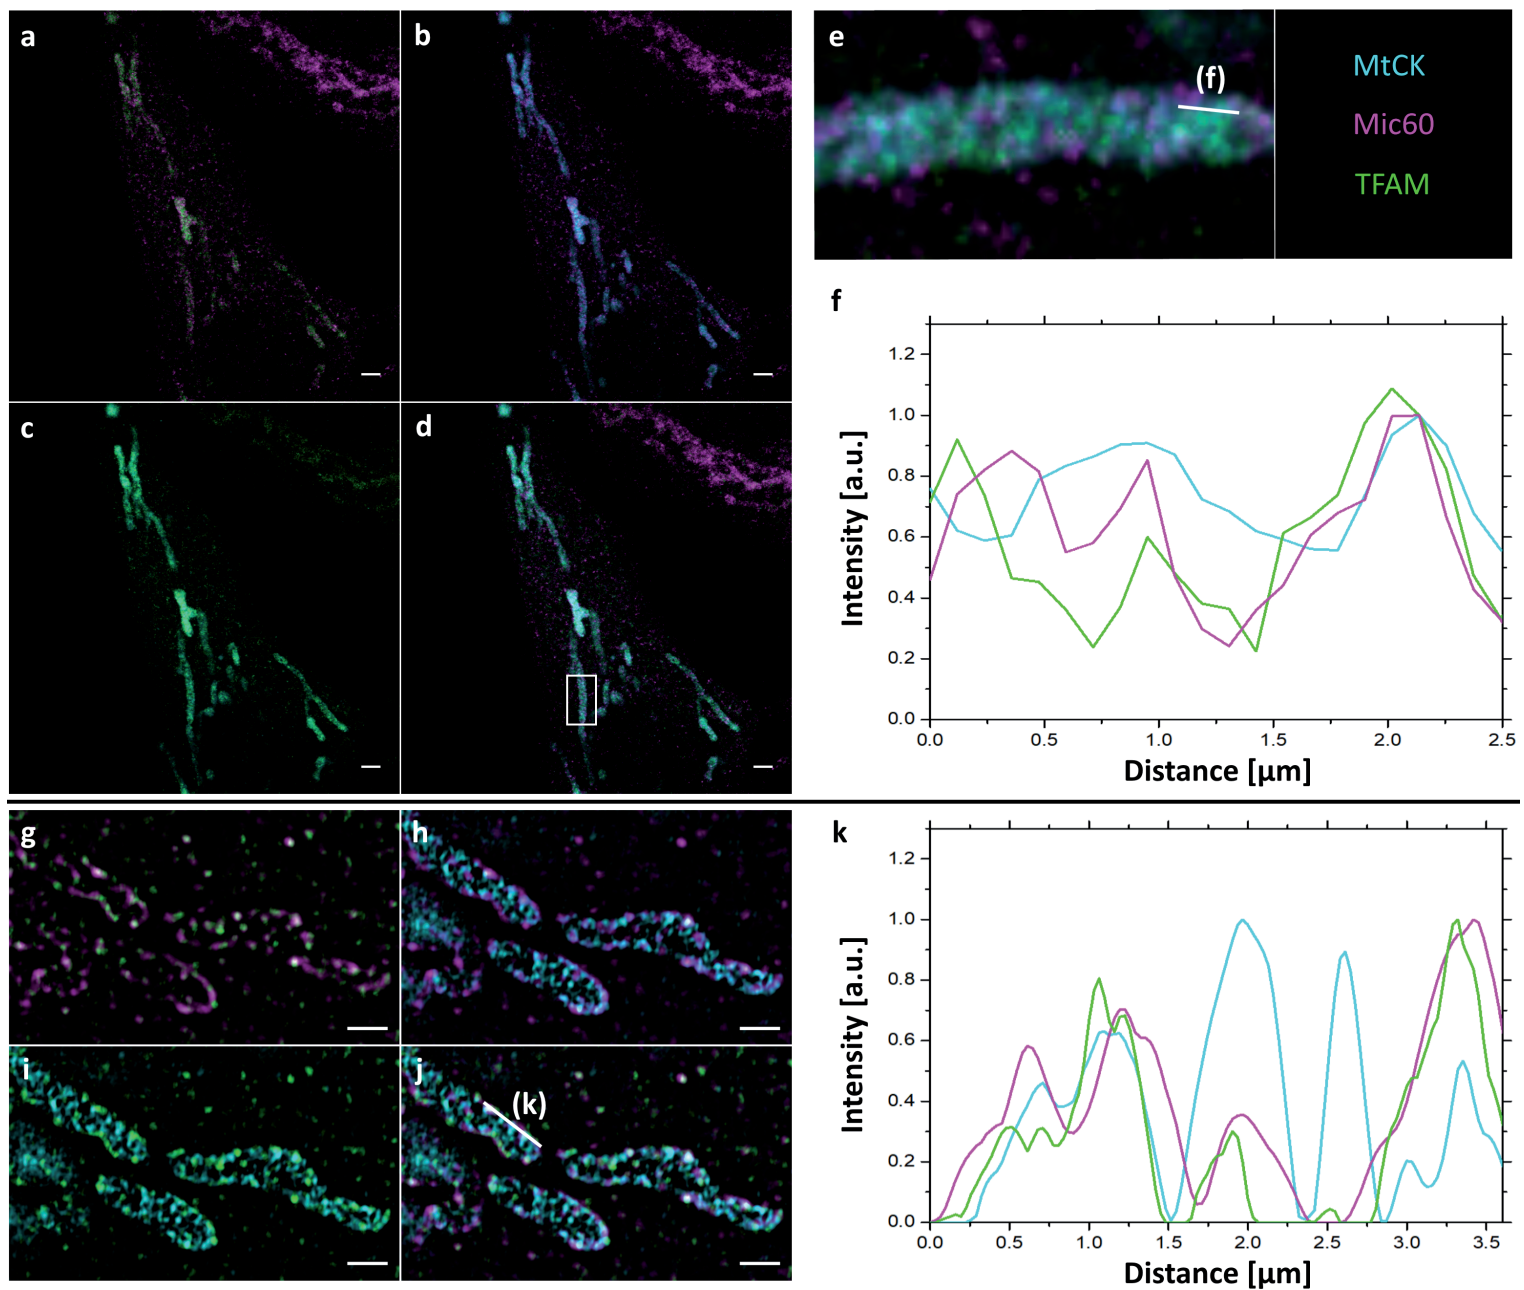 a
b
c
d
e
(f)
MtCK
Mic60
TFAM
f
1.2
1.0
0.8
0.6
0.4
0.2
0.0
Intensity [a.u.]
0.0 0.5 1.0 1.5 2.0 2.5
Distance [µm]
g
h
i
j
(k)
k
1.2
1.0
0.8
0.6
0.4
0.2
0.0
Intensity [a.u.]
0.0 0.5 1.0 1.5 2.0 2.5 3.0 3.5
Distance [µm]